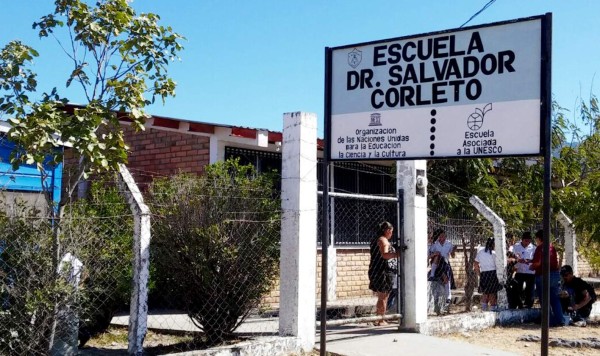 ESCUELA
DR. SALVADOR
CORLETO
Organización
de las Naciones Unidas
para la Educación
la Ciencia y la Cultura
Escuela
Asociada
a la UNESCO